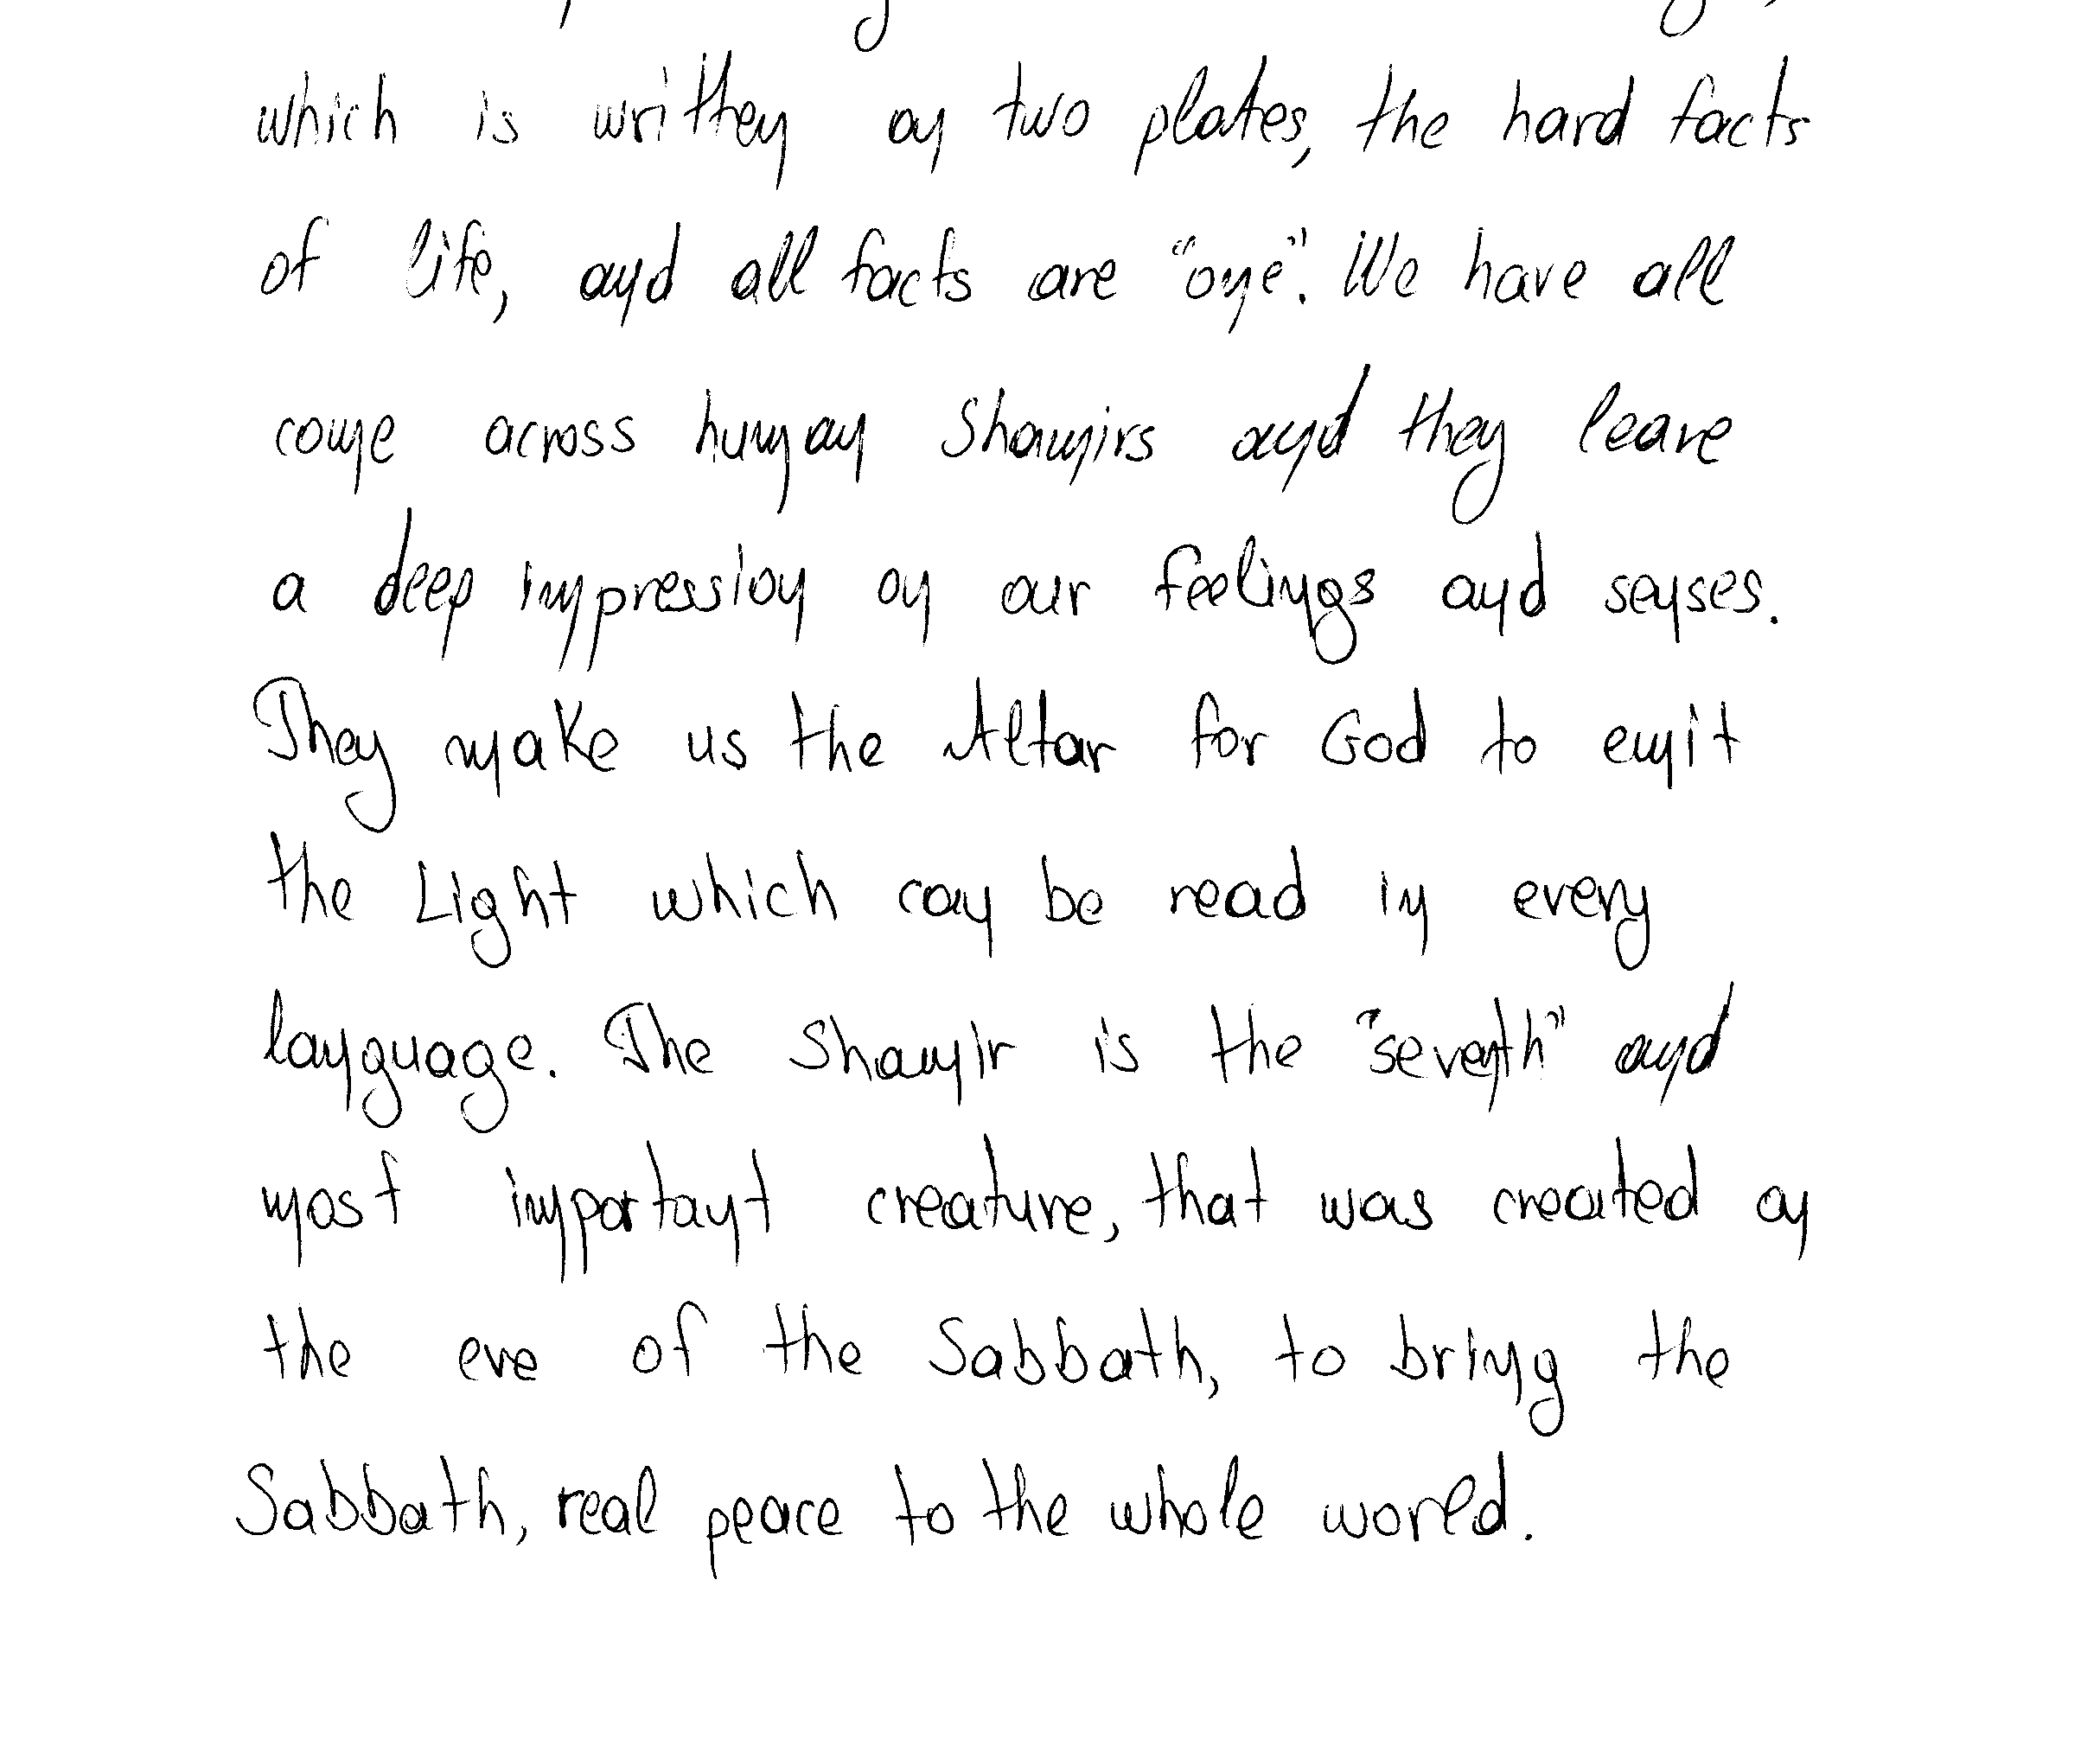 which is written on two plates, the hard facts
of life, and all facts are "one". We have all
come across human Shamirs and they leave
a deep impression on our feelings and senses.
They make us the Altar for God to emit
the Light which can be read in every
language. The Shamir is the "seventh" and
most important creature, that was created on
the eve of the Sabbath, to bring the
Sabbath, real peace to the whole world.